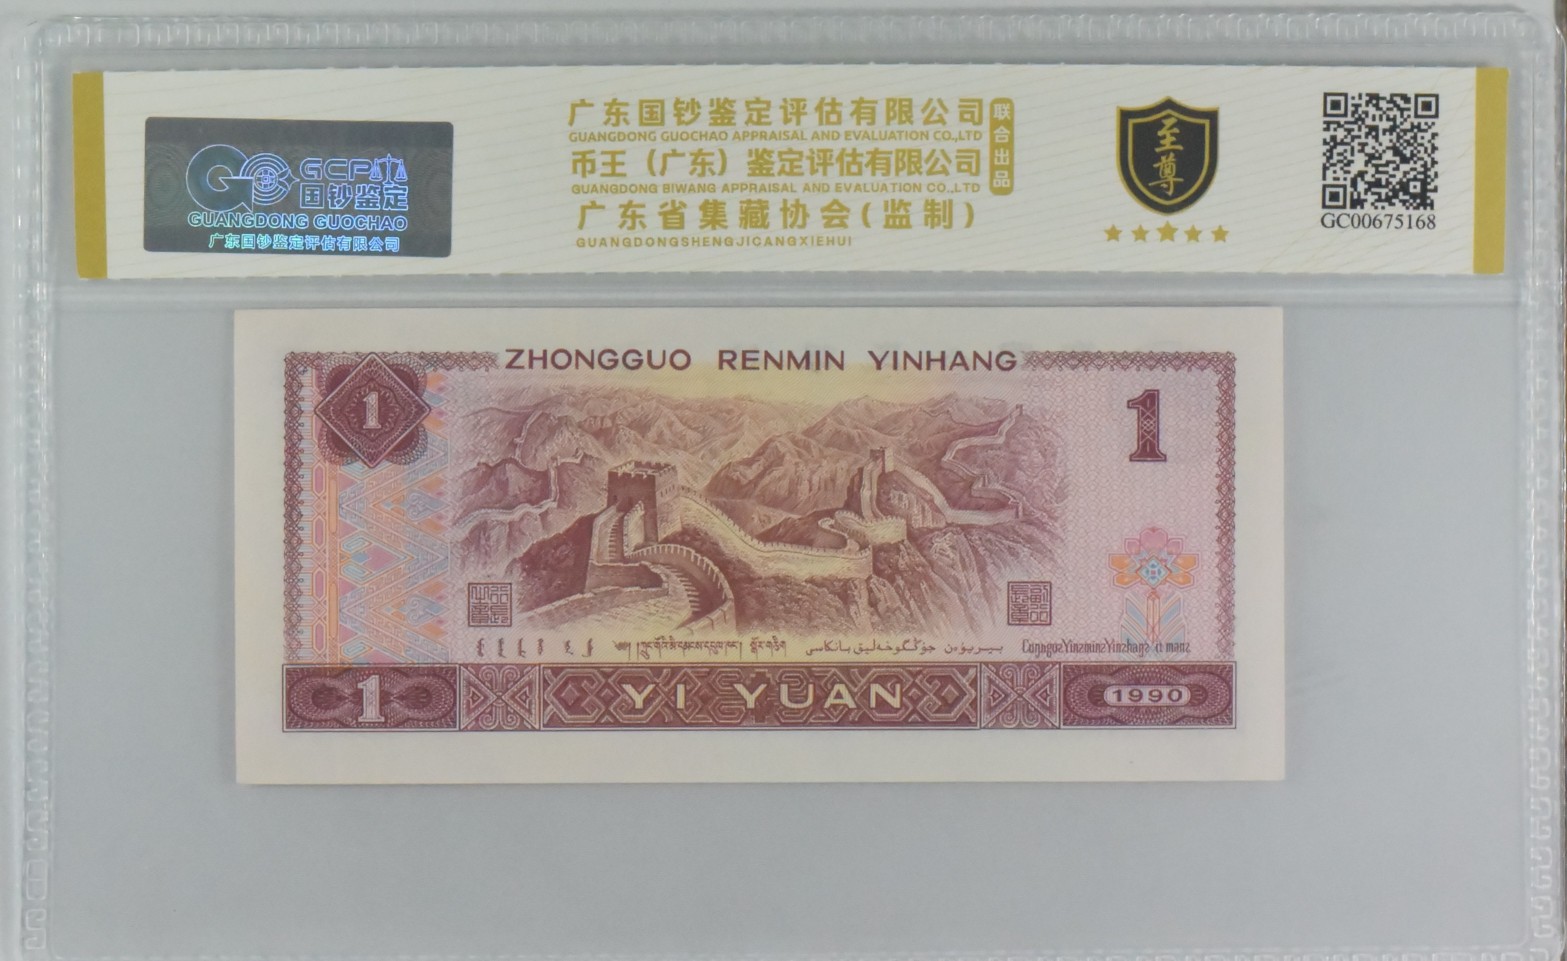 GCP
国钞鉴定
GUANGDONG GUOCHAO
广东国钞鉴定评估有限公司
广东国钞鉴定评估有限公司
GUANGDONG GUOCHAO APPRAISAL AND EVALUATION CO.,LTD
币王（广东）鉴定评估有限公司
GUANGDONG BIWANG APPRAISAL AND EVALUATION CO.,LTD
广东省集藏协会(监制)
GUANGDONGSHENGJICANGXIEHUI
联合出品
至尊
GC00675168
ZHONGGUO RENMIN YINHANG
1
1
بيريۈەن جۇڭگوخەلىق بانكاسى
1
YI YUAN
1990